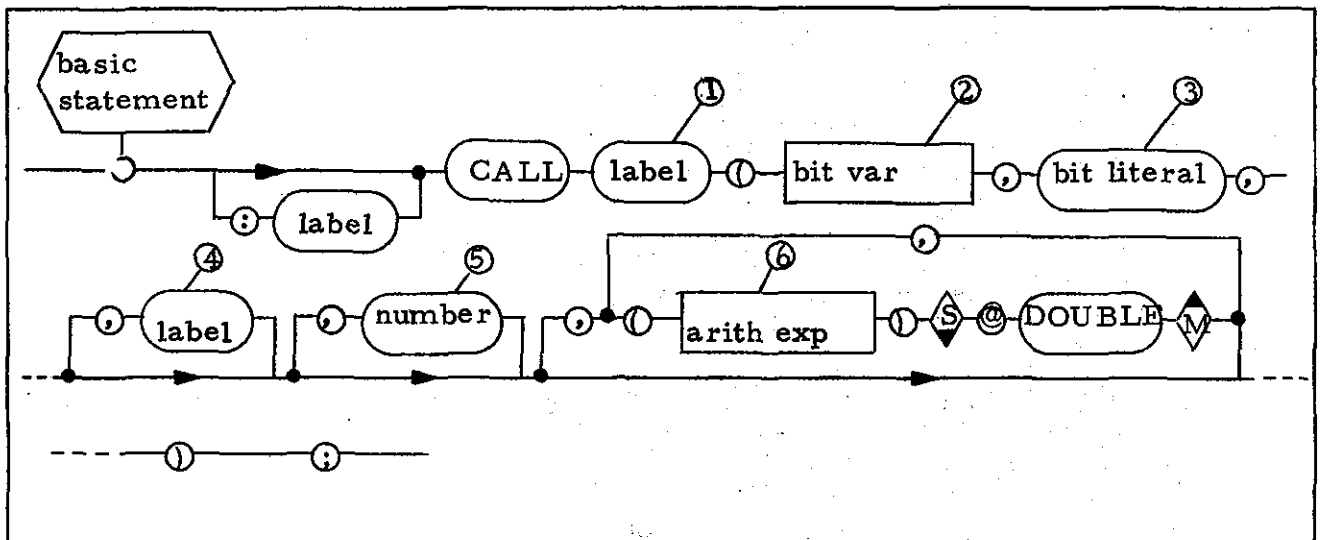 basic
statement
① ② ③
CALL label ( bit var , bit literal ,
: label
,
④ ⑤ ⑥
, label , number , ( arith exp ) S @ DOUBLE M
) ;